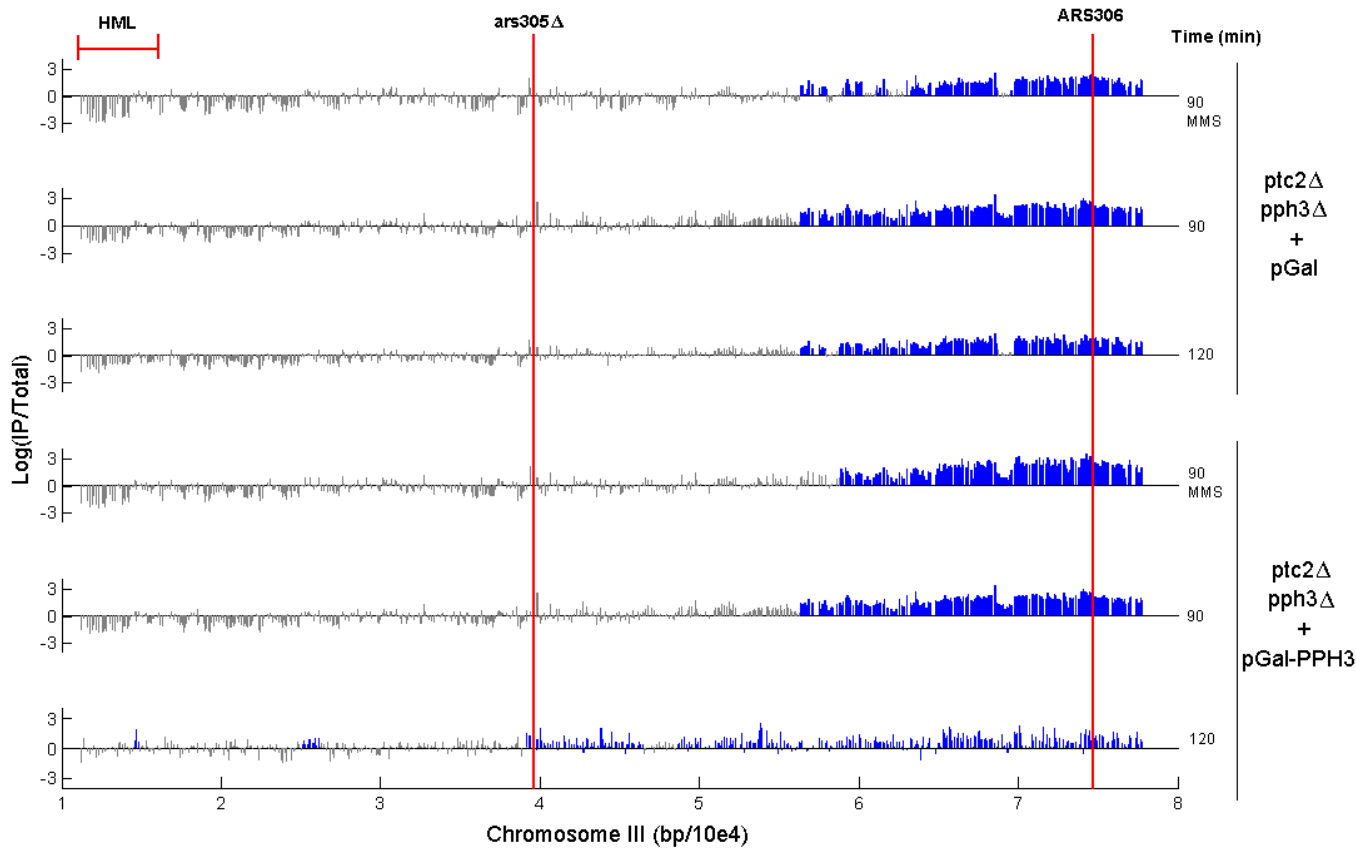 HML
ars305Δ
ARS306
Time (min)
3
0
-3
90
MMS
3
0
-3
90
3
0
-3
120
ptc2Δ
pph3Δ
+
pGal
Log(IP/Total)
3
0
-3
90
MMS
3
0
-3
90
3
0
-3
120
ptc2Δ
pph3Δ
+
pGal-PPH3
1 2 3 4 5 6 7 8
Chromosome III (bp/10e4)